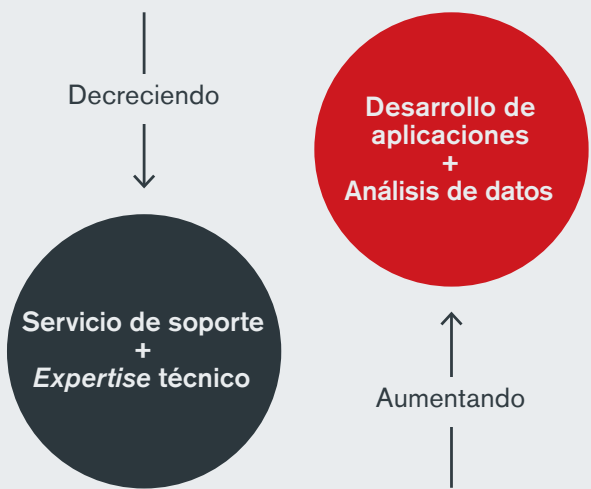 Decreciendo
Servicio de soporte
+
Expertise técnico
Desarrollo de
aplicaciones
+
Análisis de datos
Aumentando